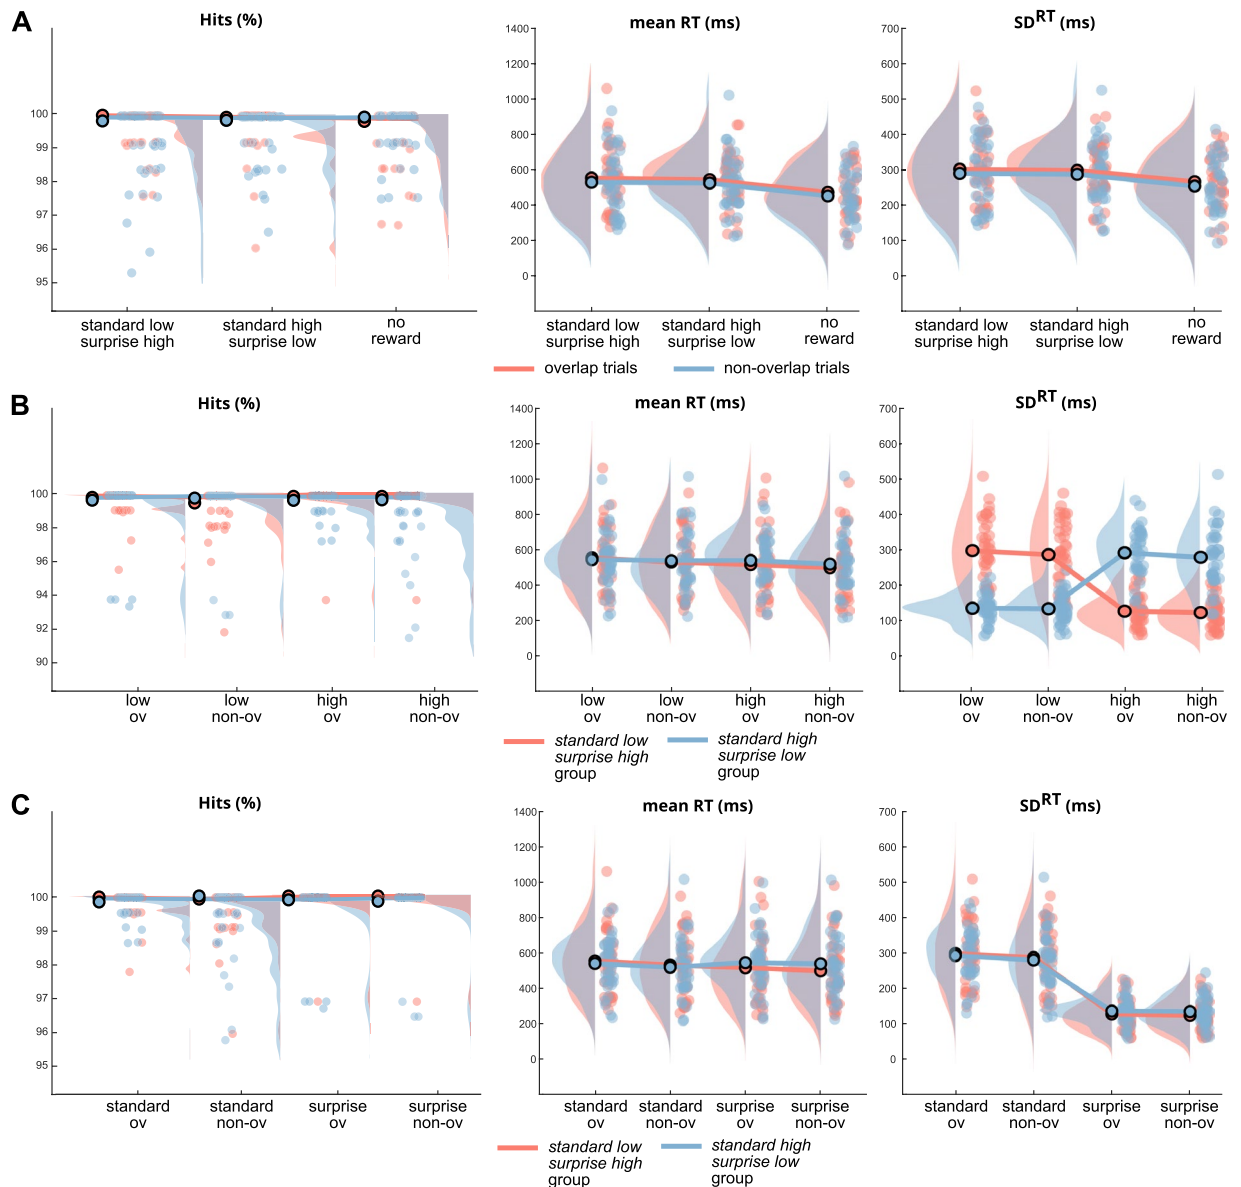 A
Hits (%)
mean RT (ms)
SDRT (ms)
100
99
98
97
96
95
standard low
surprise high
standard high
surprise low
no
reward
1400
1200
1000
800
600
400
200
0
standard low
surprise high
standard high
surprise low
no
reward
700
600
500
400
300
200
100
0
standard low
surprise high
standard high
surprise low
no
reward
overlap trials
non-overlap trials
B
Hits (%)
mean RT (ms)
SDRT (ms)
100
98
96
94
92
90
low
ov
low
non-ov
high
ov
high
non-ov
1400
1200
1000
800
600
400
200
0
low
ov
low
non-ov
high
ov
high
non-ov
700
600
500
400
300
200
100
0
low
ov
low
non-ov
high
ov
high
non-ov
standard low
surprise high
group
standard high
surprise low
group
C
Hits (%)
mean RT (ms)
SDRT (ms)
100
99
98
97
96
95
standard
ov
standard
non-ov
surprise
ov
surprise
non-ov
1400
1200
1000
800
600
400
200
0
standard
ov
standard
non-ov
surprise
ov
surprise
non-ov
700
600
500
400
300
200
100
0
standard
ov
standard
non-ov
surprise
ov
surprise
non-ov
standard low
surprise high
group
standard high
surprise low
group